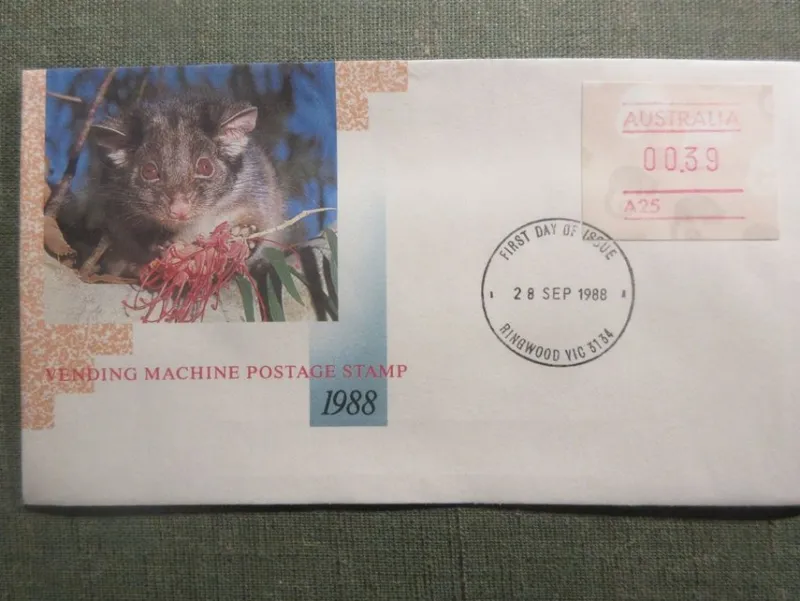 AUSTRALIA
00.39
A25
FIRST DAY OF ISSUE
28 SEP 1988
RINGWOOD VIC 3134
VENDING MACHINE POSTAGE STAMP
1988